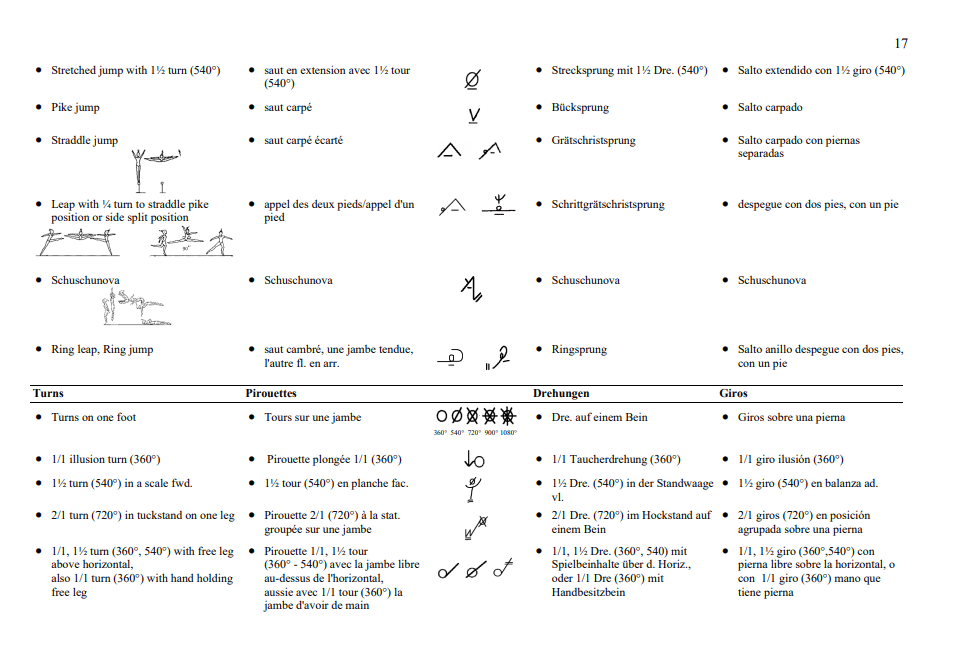 17
• Stretched jump with 1½ turn (540°)
• saut en extension avec 1½ tour
(540°)
• Strecksprung mit 1½ Dre. (540°)
• Salto extendido con 1½ giro (540°)
• Pike jump
• saut carpé
• Bücksprung
• Salto carpado
• Straddle jump
• saut carpé écarté
• Grätschristsprung
• Salto carpado con piernas
separadas
• Leap with ¼ turn to straddle pike
position or side split position
90°
• appel des deux pieds/appel d'un
pied
• Schrittgrätschristsprung
• despegue con dos pies, con un pie
• Schuschunova
• Schuschunova
• Schuschunova
• Schuschunova
• Ring leap, Ring jump
• saut cambré, une jambe tendue,
l'autre fl. en arr.
• Ringsprung
• Salto anillo despegue con dos pies,
con un pie
Turns
Pirouettes
Drehungen
Giros
• Turns on one foot
• Tours sur une jambe
360° 540° 720° 900° 1080°
• Dre. auf einem Bein
• Giros sobre una pierna
• 1/1 illusion turn (360°)
• Pirouette plongée 1/1 (360°)
• 1/1 Taucherdrehung (360°)
• 1/1 giro ilusión (360°)
• 1½ turn (540°) in a scale fwd.
• 1½ tour (540°) en planche fac.
• 1½ Dre. (540°) in der Standwaage
vl.
• 1½ giro (540°) en balanza ad.
• 2/1 turn (720°) in tuckstand on one leg
• Pirouette 2/1 (720°) à la stat.
groupée sur une jambe
• 2/1 Dre. (720°) im Hockstand auf
einem Bein
• 2/1 giros (720°) en posición
agrupada sobre una pierna
• 1/1, 1½ turn (360°, 540°) with free leg
above horizontal,
also 1/1 turn (360°) with hand holding
free leg
• Pirouette 1/1, 1½ tour
(360° - 540°) avec la jambe libre
au-dessus de l'horizontal,
aussie avec 1/1 tour (360°) la
jambe d'avoir de main
• 1/1, 1½ Dre. (360°, 540) mit
Spielbeinhalte über d. Horiz.,
oder 1/1 Dre (360°) mit
Handbesitzbein
• 1/1, 1½ giro (360°,540°) con
pierna libre sobre la horizontal, o
con 1/1 giro (360°) mano que
tiene pierna